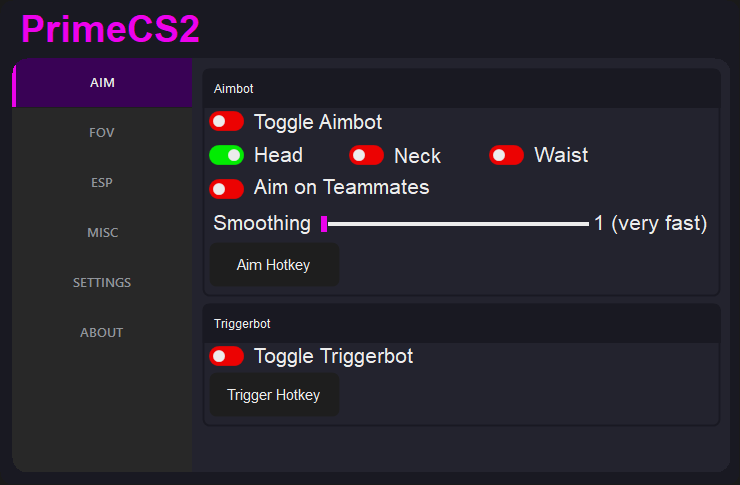 PrimeCS2
AIM
FOV
ESP
MISC
SETTINGS
ABOUT
Aimbot
Toggle Aimbot
Head Neck Waist
Aim on Teammates
Smoothing 1 (very fast)
Aim Hotkey
Triggerbot
Toggle Triggerbot
Trigger Hotkey